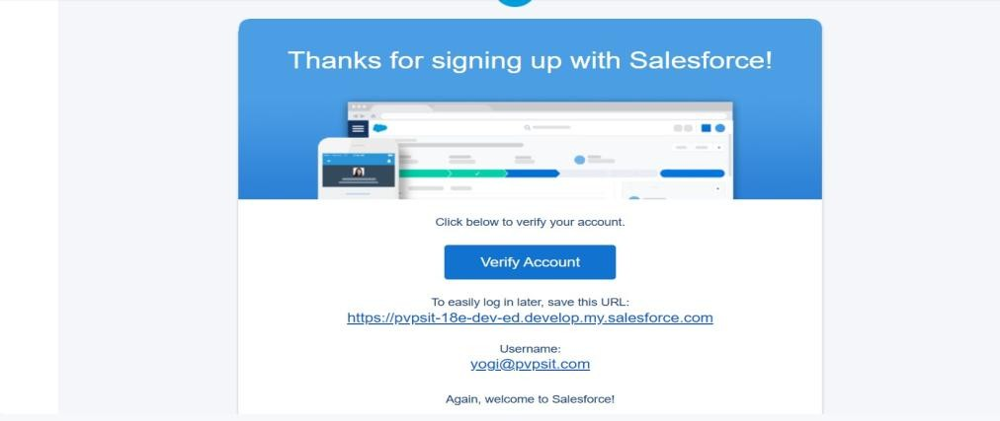 Thanks for signing up with Salesforce!
Click below to verify your account.
Verify Account
To easily log in later, save this URL:
https://pvpsit-18e-dev-ed.develop.my.salesforce.com
Username:
yogi@pvpsit.com
Again, welcome to Salesforce!